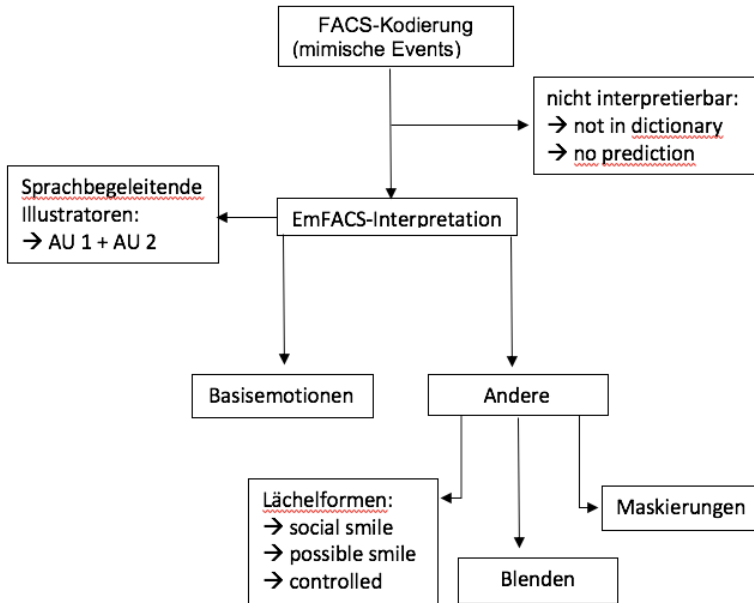 FACS-Kodierung
(mimische Events)
nicht interpretierbar:
→ not in dictionary
→ no prediction
Sprachbegeleitende
Illustratoren:
→ AU 1 + AU 2
EmFACS-Interpretation
Basisemotionen
Andere
Lächelformen:
→ social smile
→ possible smile
→ controlled
Maskierungen
Blenden